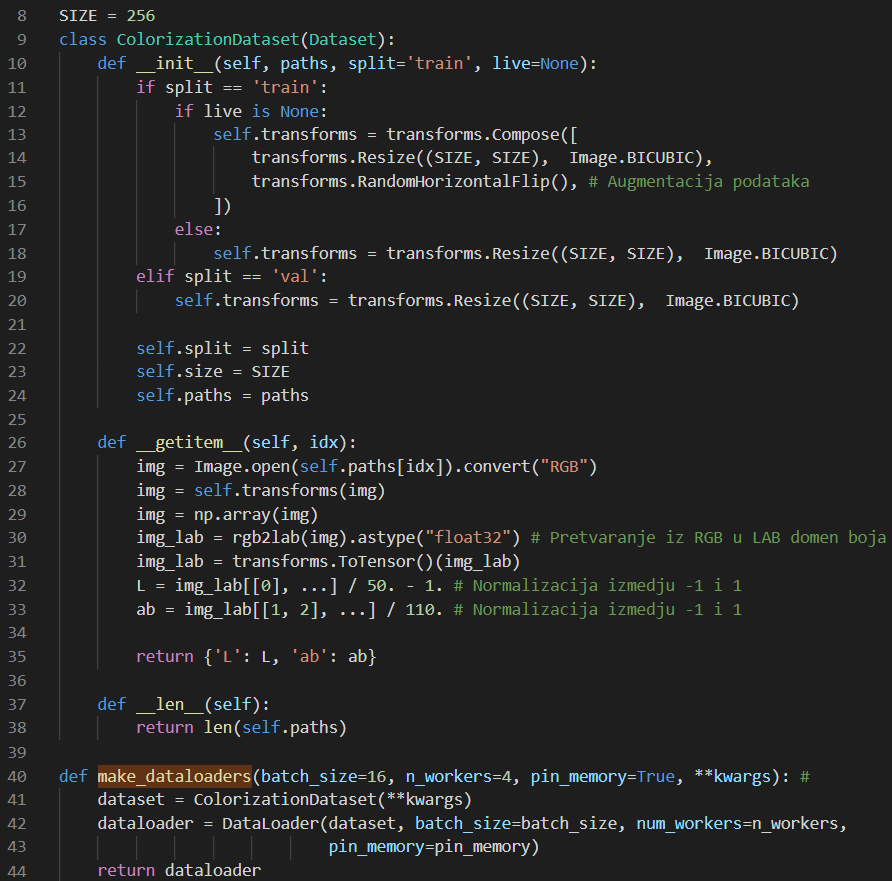 8 SIZE = 256
9 class ColorizationDataset(Dataset):
10     def __init__(self, paths, split='train', live=None):
11         if split == 'train':
12             if live is None:
13                 self.transforms = transforms.Compose([
14                     transforms.Resize((SIZE, SIZE),  Image.BICUBIC),
15                     transforms.RandomHorizontalFlip(), # Augmentacija podataka
16                 ])
17             else:
18                 self.transforms = transforms.Resize((SIZE, SIZE),  Image.BICUBIC)
19         elif split == 'val':
20             self.transforms = transforms.Resize((SIZE, SIZE),  Image.BICUBIC)
21
22         self.split = split
23         self.size = SIZE
24         self.paths = paths
25
26     def __getitem__(self, idx):
27         img = Image.open(self.paths[idx]).convert("RGB")
28         img = self.transforms(img)
29         img = np.array(img)
30         img_lab = rgb2lab(img).astype("float32") # Pretvaranje iz RGB u LAB domen boja
31         img_lab = transforms.ToTensor()(img_lab)
32         L = img_lab[[0], ...] / 50. - 1. # Normalizacija izmedju -1 i 1
33         ab = img_lab[[1, 2], ...] / 110. # Normalizacija izmedju -1 i 1
34
35         return {'L': L, 'ab': ab}
36
37     def __len__(self):
38         return len(self.paths)
39
40 def make_dataloaders(batch_size=16, n_workers=4, pin_memory=True, **kwargs): #
41     dataset = ColorizationDataset(**kwargs)
42     dataloader = DataLoader(dataset, batch_size=batch_size, num_workers=n_workers,
43                             pin_memory=pin_memory)
44     return dataloader